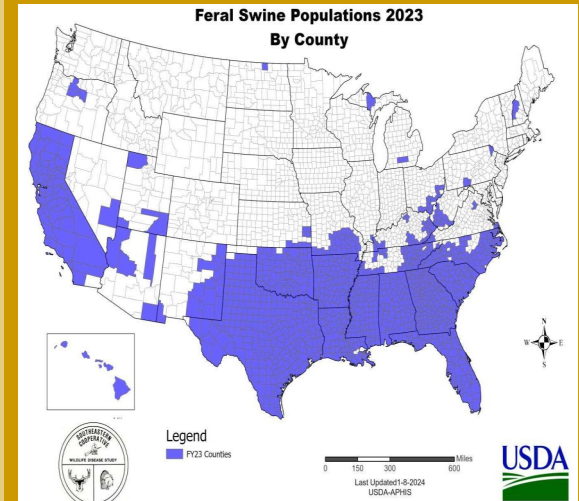 Feral Swine Populations 2023
By County
N
W E
S
SOUTHEASTERN
COOPERATIVE
WILDLIFE DISEASE STUDY
Legend
FY23 Counties
Miles
0 150 300 600
Last Updated1-8-2024
USDA-APHIS
USDA